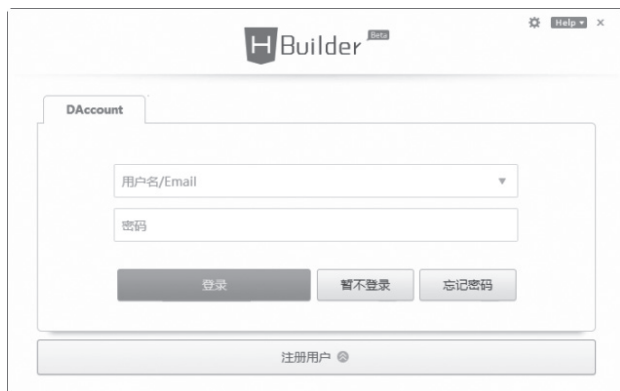 Help
HBuilder Beta
DAccount
用户名/Email
密码
登录 暂不登录 忘记密码
注册用户